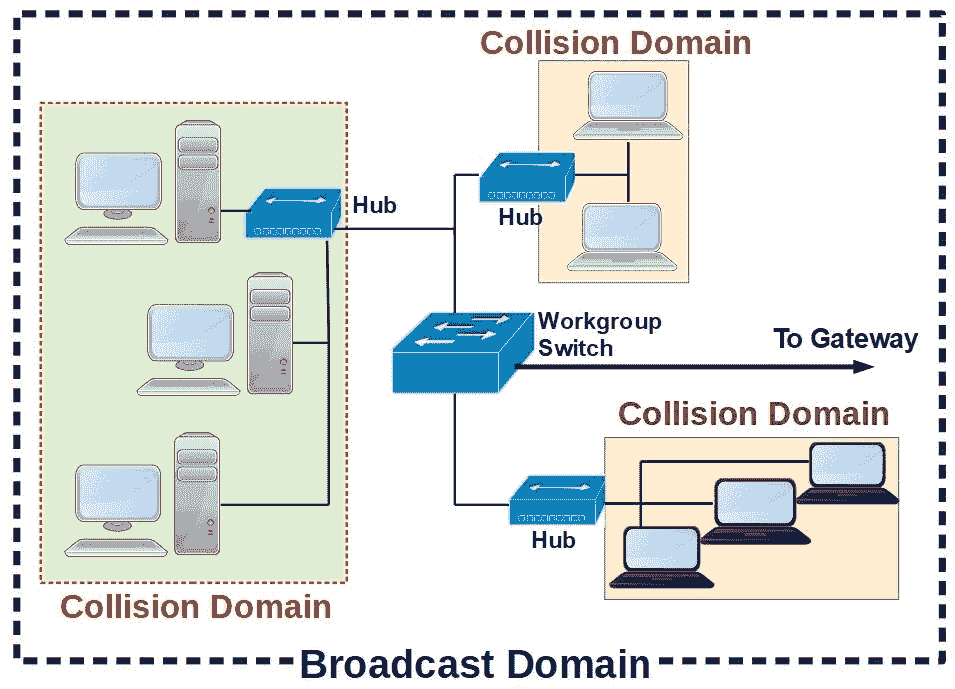 Collision Domain
Hub
Hub
Workgroup
Switch
To Gateway
Collision Domain
Hub
Collision Domain
Broadcast Domain